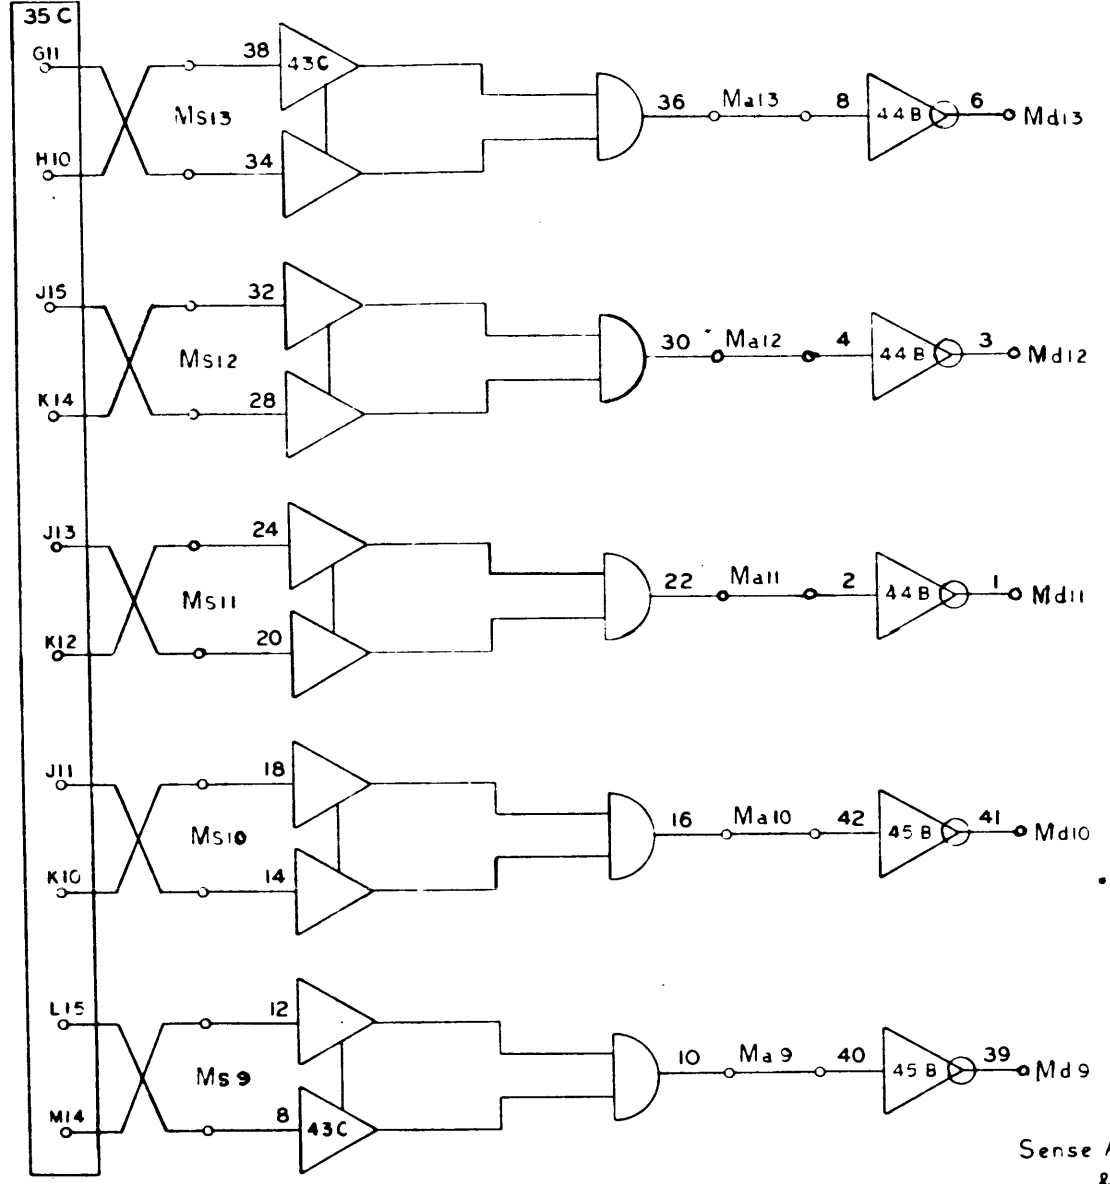 35 C
G11 38 43C
Ms13 36 Ma13 8 44B 6 Md13
H10 34
J15 32
Ms12 30 Ma12 4 44B 3 Md12
K14 28
J13 24
Ms11 22 Ma11 2 44B 1 Md11
K12 20
J11 18
Ms10 16 Ma10 42 45B 41 Md10
K10 14
L15 12
Ms9 10 Ma9 40 45B 39 Md9
M14 8 43C
Sense
&